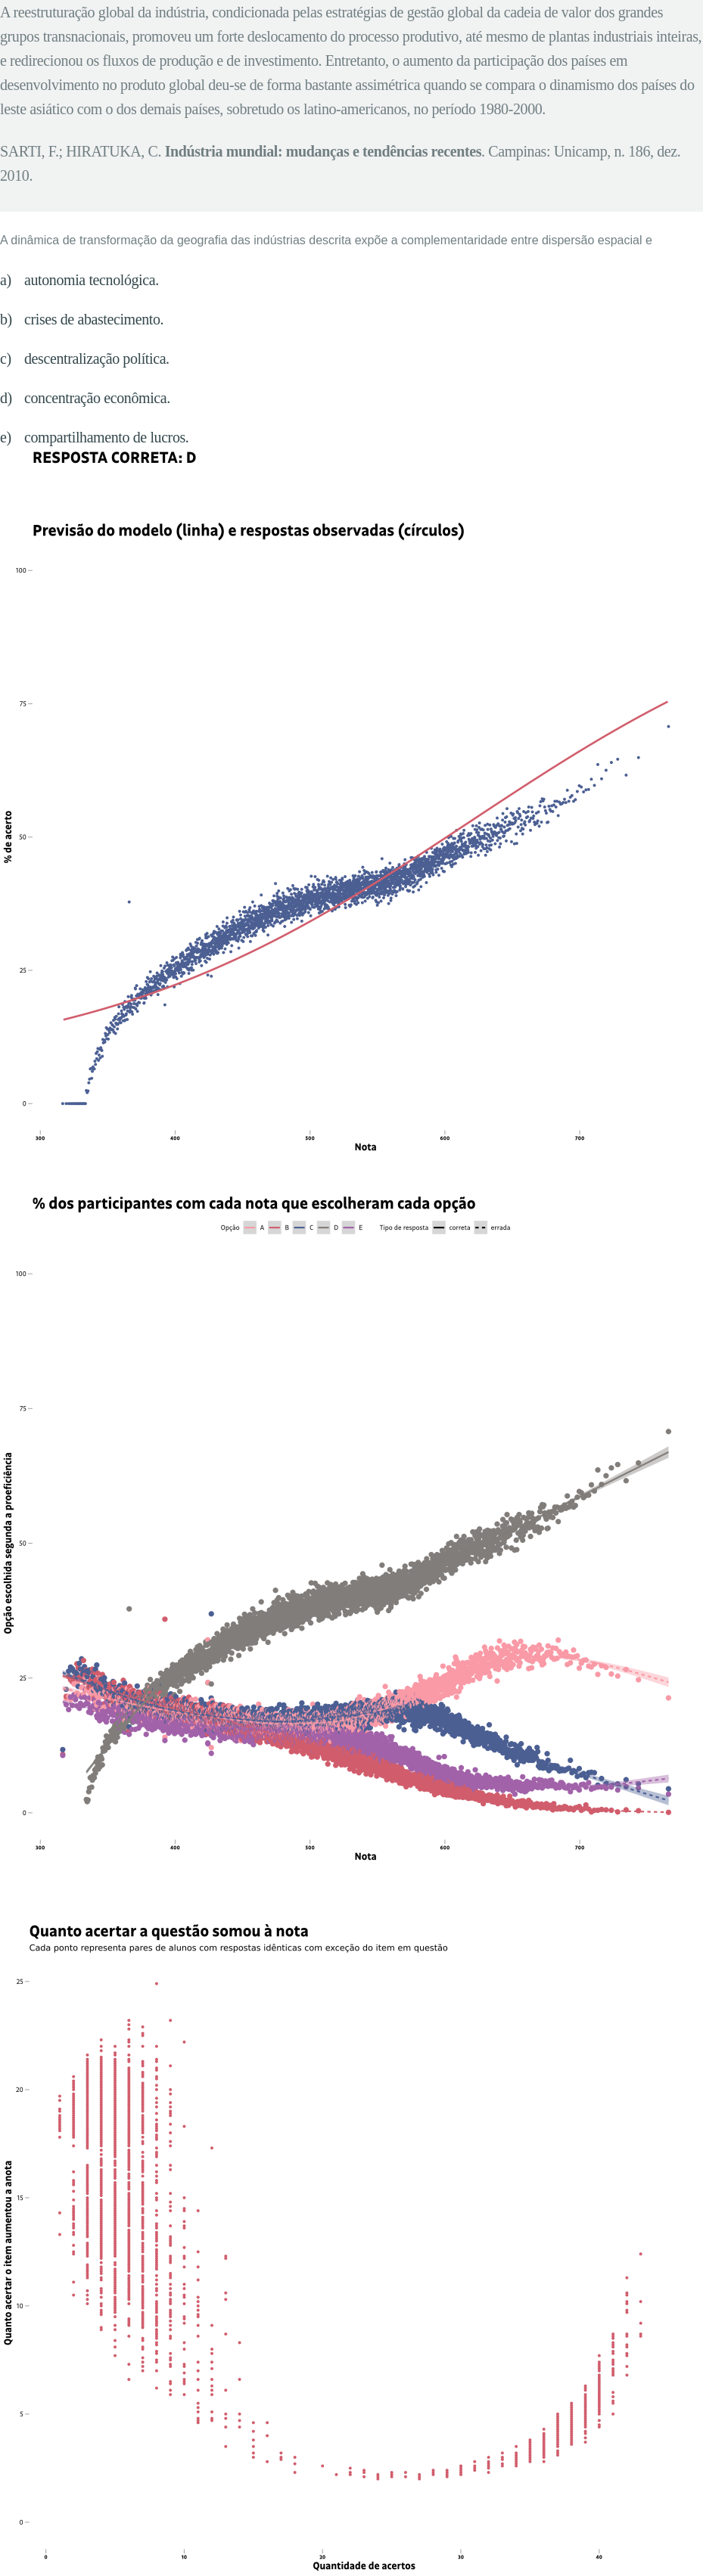 A reestruturação global da indústria, condicionada pelas estratégias de gestão global da cadeia de valor dos grandes
grupos transnacionais, promoveu um forte deslocamento do processo produtivo, até mesmo de plantas industriais inteiras,
e redirecionou os fluxos de produção e de investimento. Entretanto, o aumento da participação dos países em
desenvolvimento no produto global deu-se de forma bastante assimétrica quando se compara o dinamismo dos países do
leste asiático com o dos demais países, sobretudo os latino-americanos, no período 1980-2000.
SARTI, F.; HIRATUKA, C. Indústria mundial: mudanças e tendências recentes. Campinas: Unicamp, n. 186, dez.
2010.
A dinâmica de transformação da geografia das indústrias descrita expõe a complementaridade entre dispersão espacial e
a) autonomia tecnológica.
b) crises de abastecimento.
c) descentralização política.
d) concentração econômica.
e) compartilhamento de lucros.
RESPOSTA CORRETA: D
Previsão do modelo (linha) e respostas observadas (círculos)
100
75
50
25
0
% de acerto
300 400 500 600 700
Nota
% dos participantes com cada nota que escolheram cada opção
Opção A B C D E Tipo de resposta correta errada
100
75
50
25
0
Opção escolhida segunda a proeficiência
300 400 500 600 700
Nota
Quanto acertar a questão somou à nota
Cada ponto representa pares de alunos com respostas idênticas com exceção do item em questão
25
20
15
10
5
0
Quanto acertar o item aumentou a anota
0 10 20 30 40
Quantidade de acertos